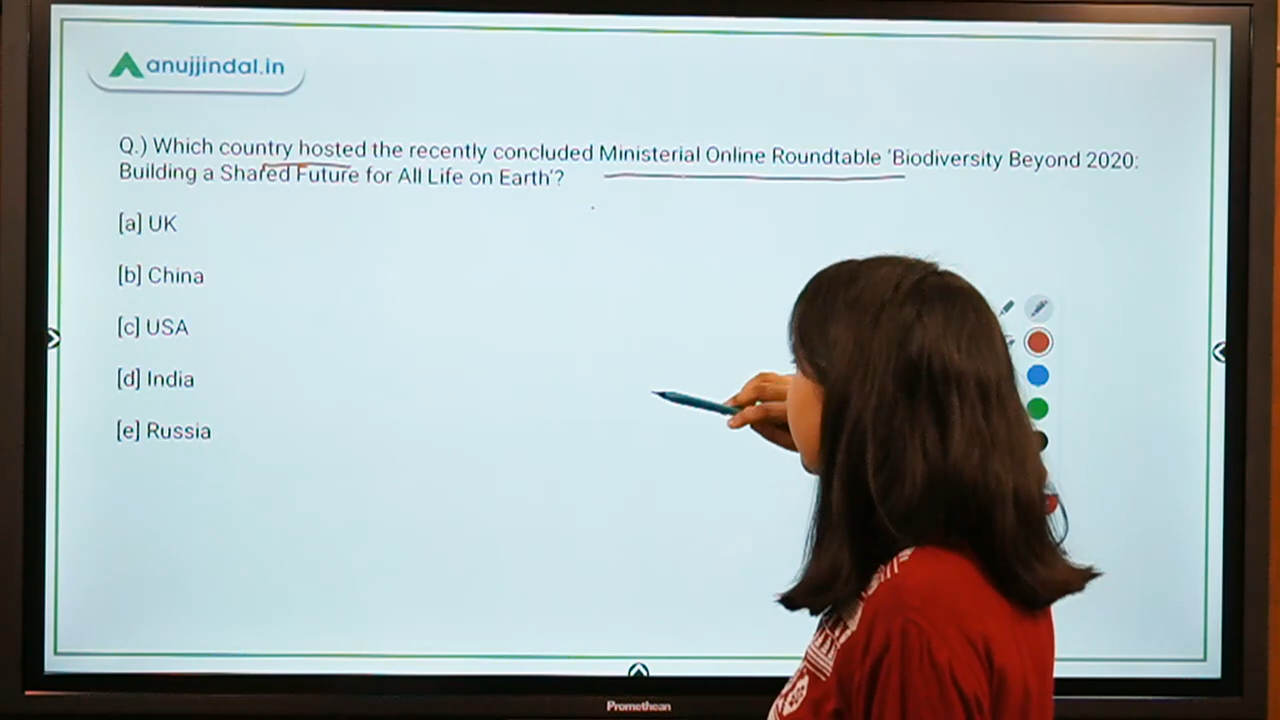 anujjindal.in
Q.) Which country hosted the recently concluded Ministerial Online Roundtable ‘Biodiversity Beyond 2020:
Building a Shared Future for All Life on Earth’?
[a] UK
[b] China
[c] USA
[d] India
[e] Russia
Promethean